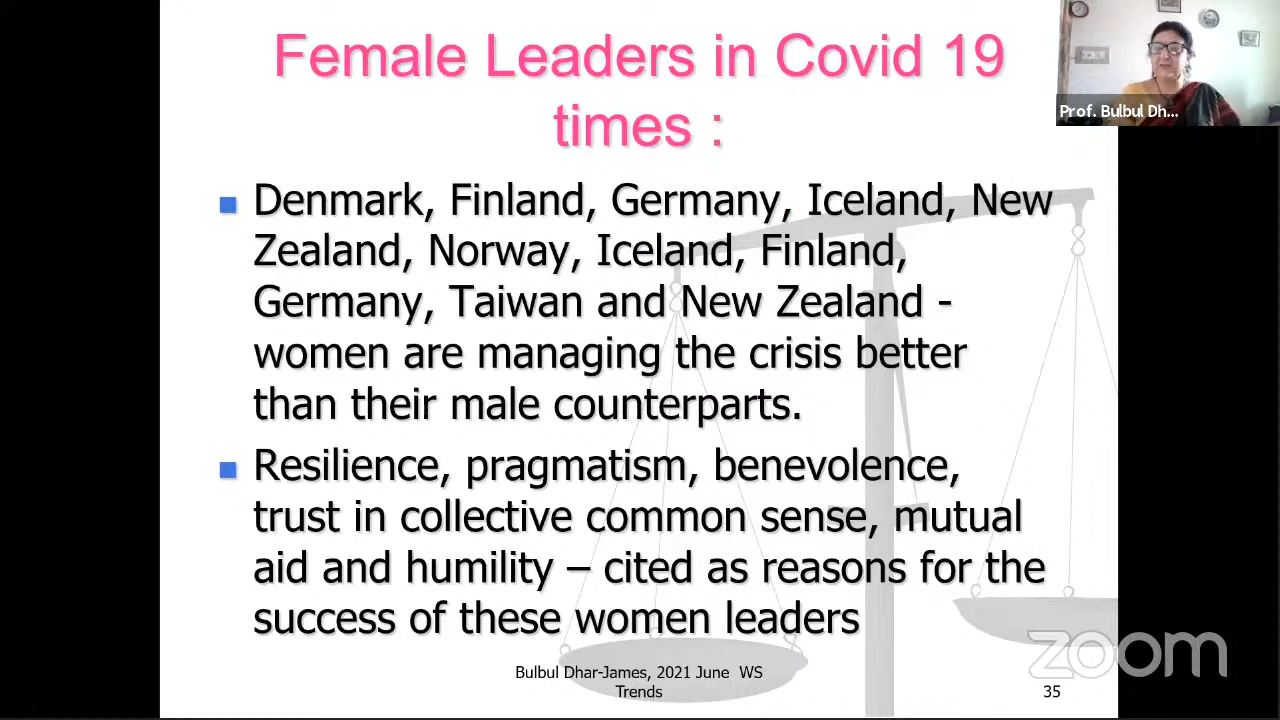 Female Leaders in Covid 19
times :
Prof. Bulbul Dh...
Denmark, Finland, Germany, Iceland, New
Zealand, Norway, Iceland, Finland,
Germany, Taiwan and New Zealand -
women are managing the crisis better
than their male counterparts.
Resilience, pragmatism, benevolence,
trust in collective common sense, mutual
aid and humility – cited as reasons for the
success of these women leaders
Bulbul Dhar-James, 2021 June WS
Trends
35
zoom